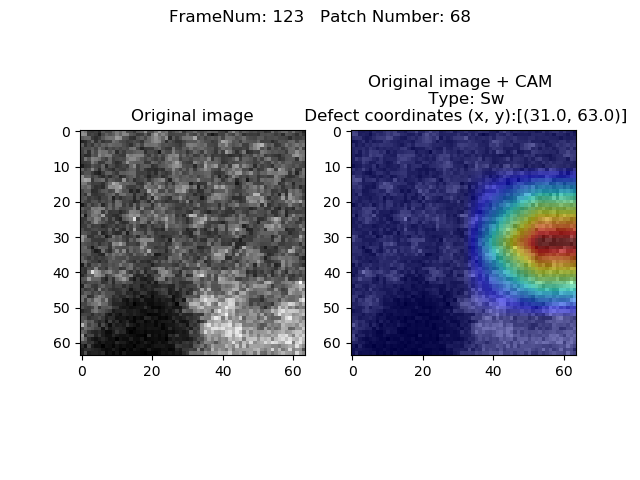 FrameNum: 123   Patch Number: 68
Original image
0
10
20
30
40
50
60
0 20 40 60
Original image + CAM
Type: Sw
Defect coordinates (x, y):[(31.0, 63.0)]
0
10
20
30
40
50
60
0 20 40 60